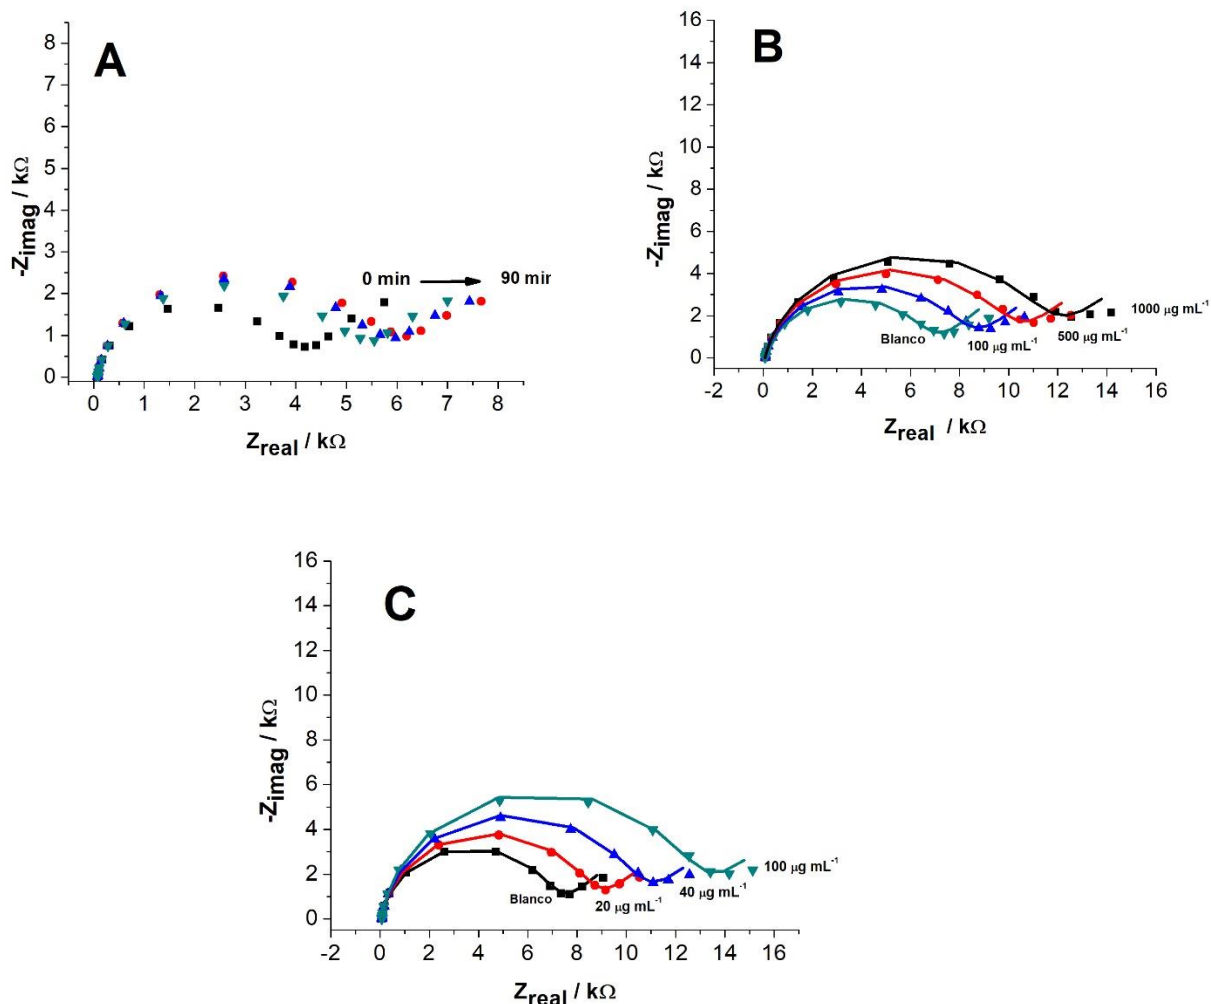 A
8
7
6
5
4
3
2
1
0
-Zimag / kΩ
0 min
90 mir
0 1 2 3 4 5 6 7 8
Zreal / kΩ
B
16
14
12
10
8
6
4
2
0
-Zimag / kΩ
Blanco
100 μg mL-1
500 μg mL-1
1000 μg mL-1
-2 0 2 4 6 8 10 12 14 16
Zreal / kΩ
C
16
14
12
10
8
6
4
2
0
-Zimag / kΩ
Blanco
20 μg mL-1
40 μg mL-1
100 μg mL-1
-2 0 2 4 6 8 10 12 14 16
Zreal / kΩ